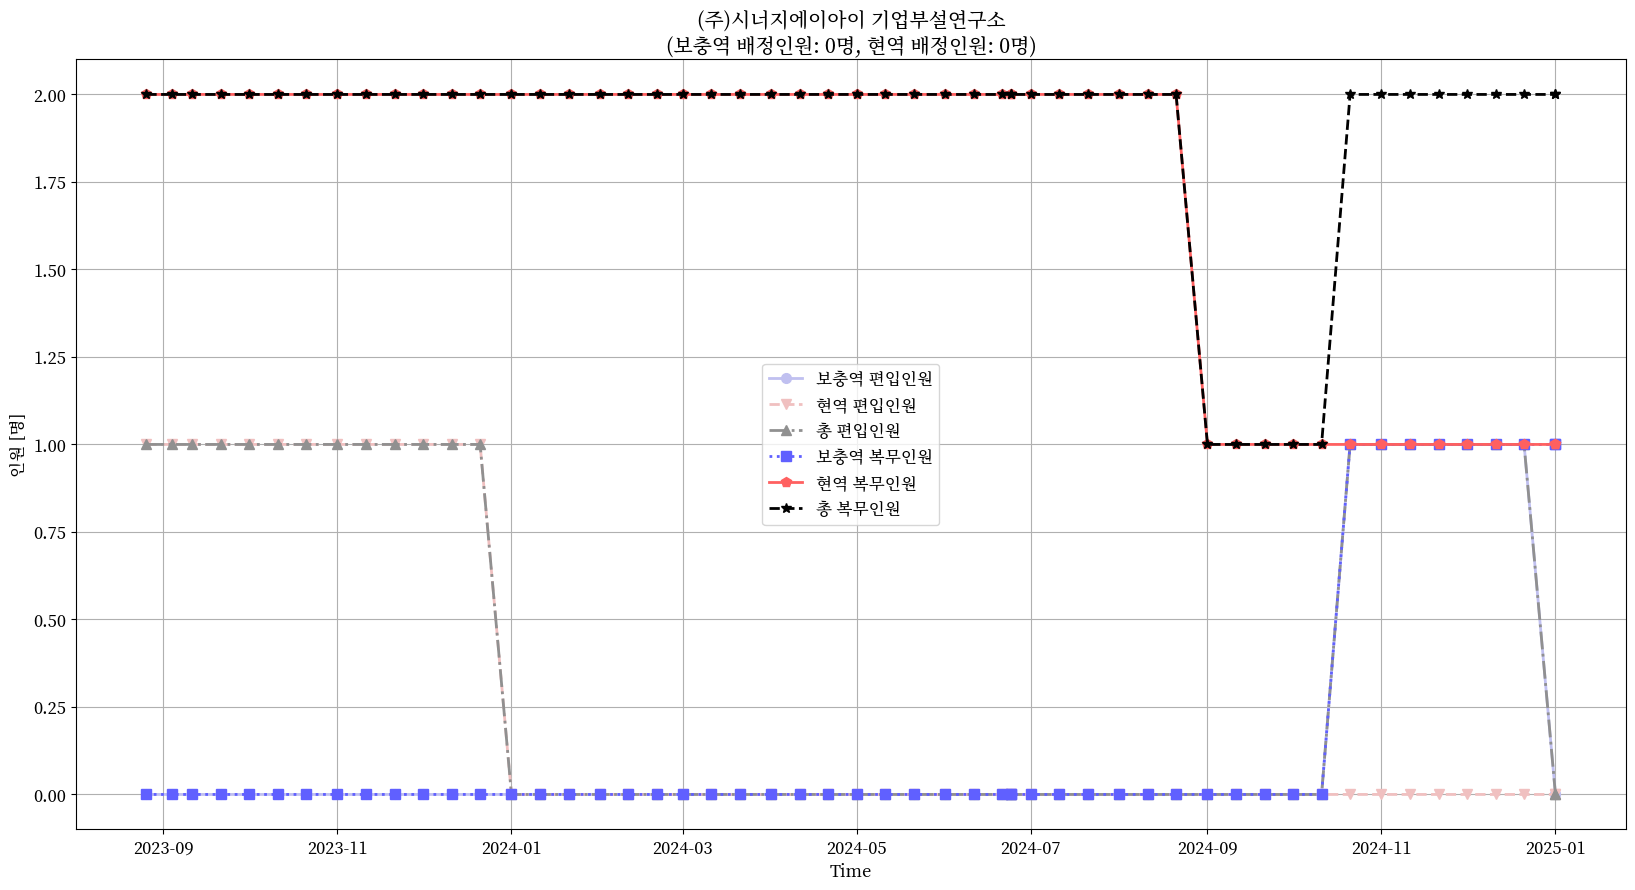 (주)시너지에이아이 기업부설연구소
(보충역 배정인원: 0명, 현역 배정인원: 0명)
인원 [명]
2.00
1.75
1.50
1.25
1.00
0.75
0.50
0.25
0.00
보충역 편입인원
현역 편입인원
총 편입인원
보충역 복무인원
현역 복무인원
총 복무인원
2023-09
2023-11
2024-01
2024-03
2024-05
2024-07
2024-09
2024-11
2025-01
Time